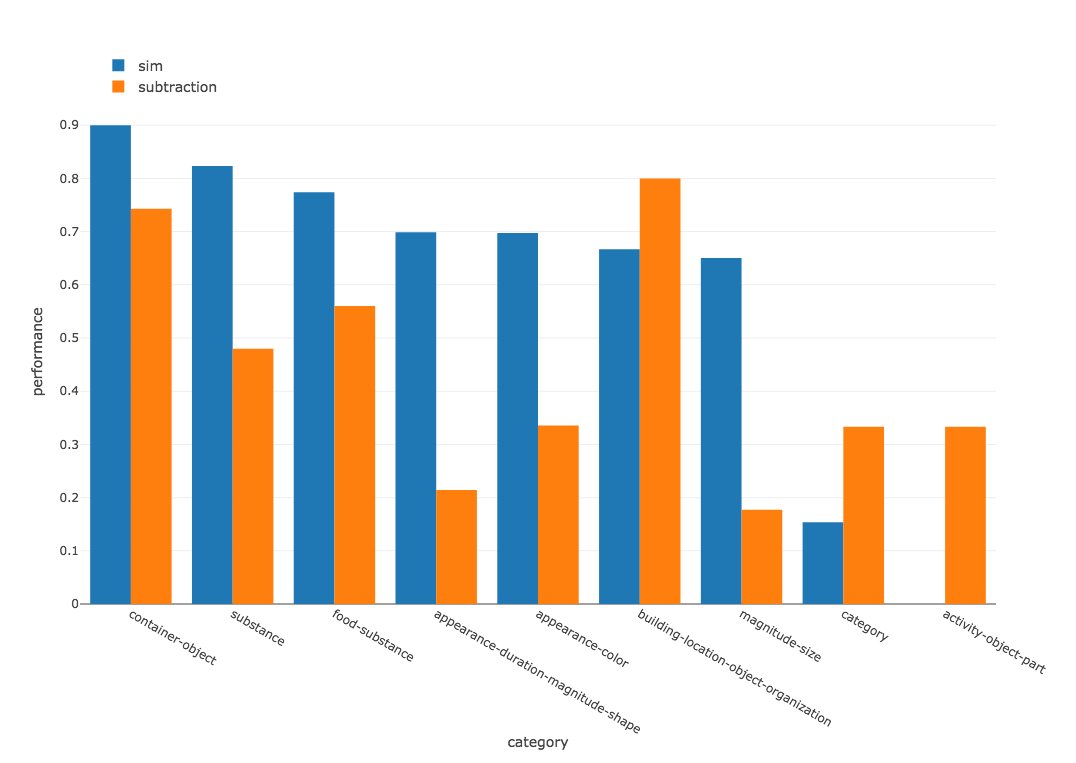 sim
subtraction
0.9
0.8
0.7
0.6
0.5
0.4
0.3
0.2
0.1
0
performance
container-object
substance
food-substance
appearance-duration-magnitude-shape
appearance-color
building-location-object-organization
magnitude-size
category
activity-object-part
category